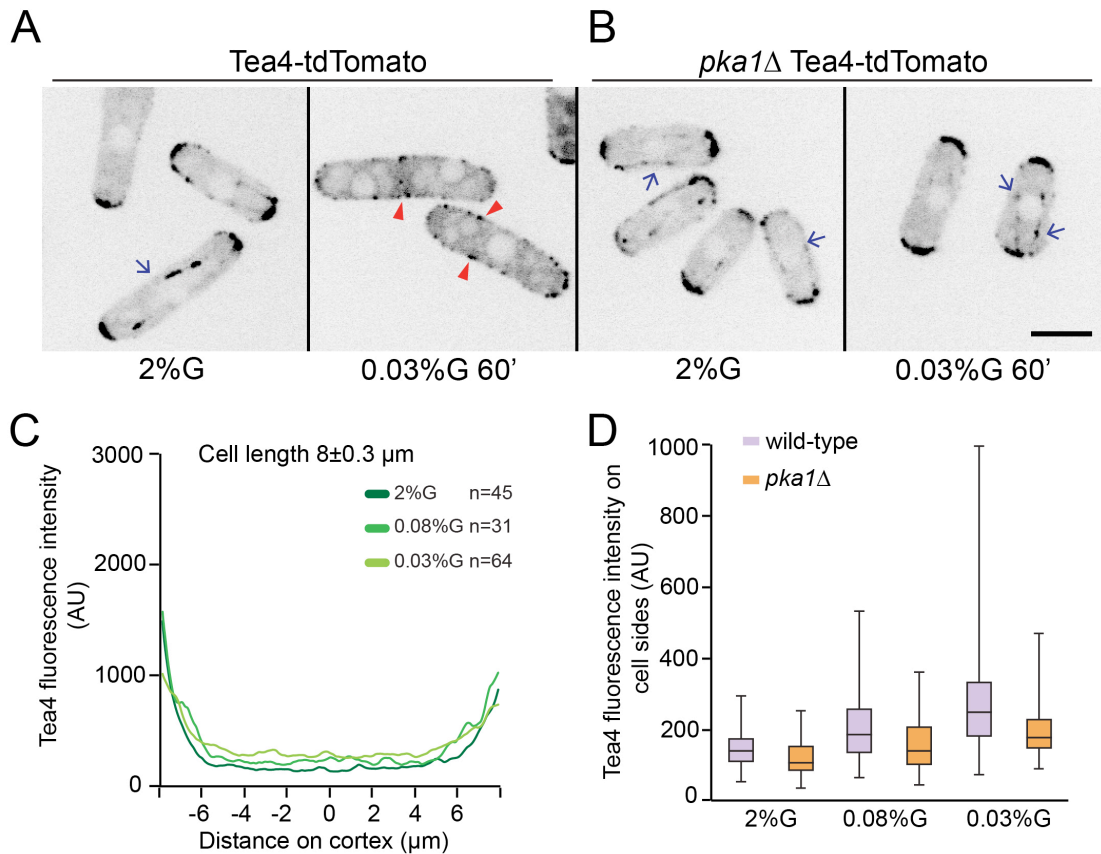 A
B
Tea4-tdTomato
pka1Δ Tea4-tdTomato
2%G
0.03%G 60’
2%G
0.03%G 60’
C
D
Cell length 8±0.3 µm
2%G n=45
0.08%G n=31
0.03%G n=64
Tea4 fluorescence intensity
(AU)
3000
2000
1000
0
-6 -4 -2 0 2 4 6
Distance on cortex (µm)
wild-type
pka1Δ
Tea4 fluorescence intensity on
cell sides (AU)
1000
800
600
400
200
0
2%G 0.08%G 0.03%G